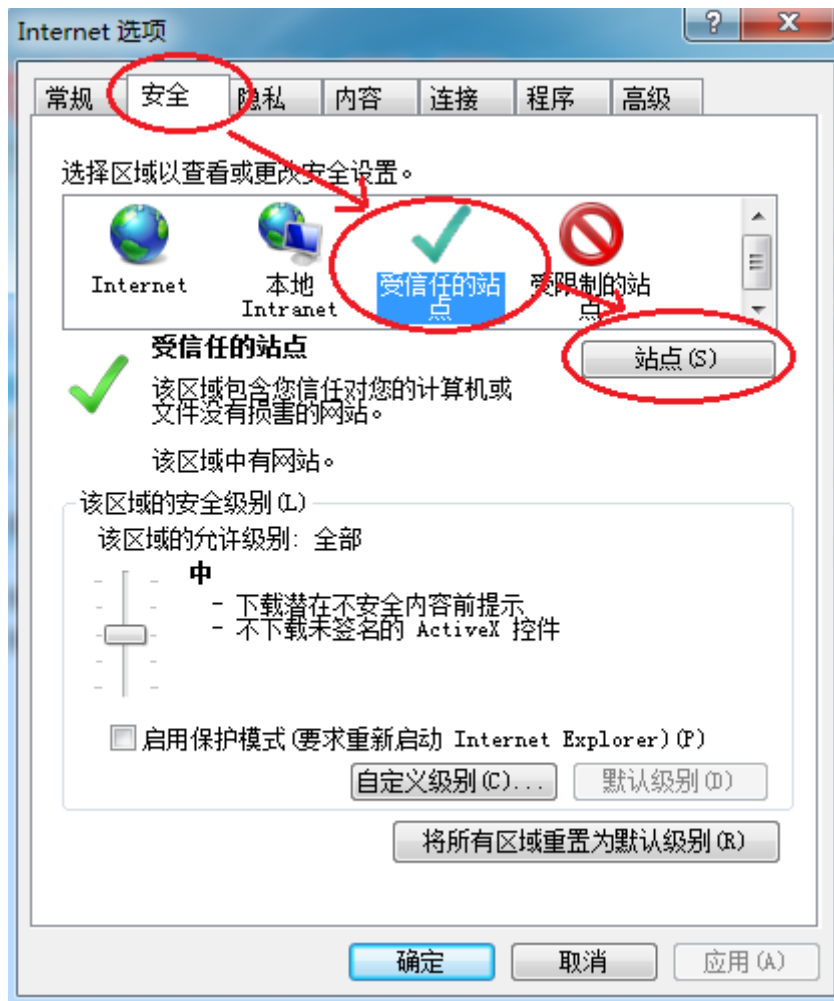 Internet 选项
常规 安全 隐私 内容 连接 程序 高级
选择区域以查看或更改安全设置。
Internet
本地
Intranet
受信任的站
点
受限制的站
点
受信任的站点
站点(S)
该区域包含您信任对您的计算机或
文件没有损害的网站。
该区域中有网站。
该区域的安全级别(L)
该区域的允许级别: 全部
中
- 下载潜在不安全内容前提示
- 不下载未签名的 ActiveX 控件
启用保护模式(要求重新启动 Internet Explorer)(P)
自定义级别(C)... 默认级别(D)
将所有区域重置为默认级别(R)
确定 取消 应用(A)